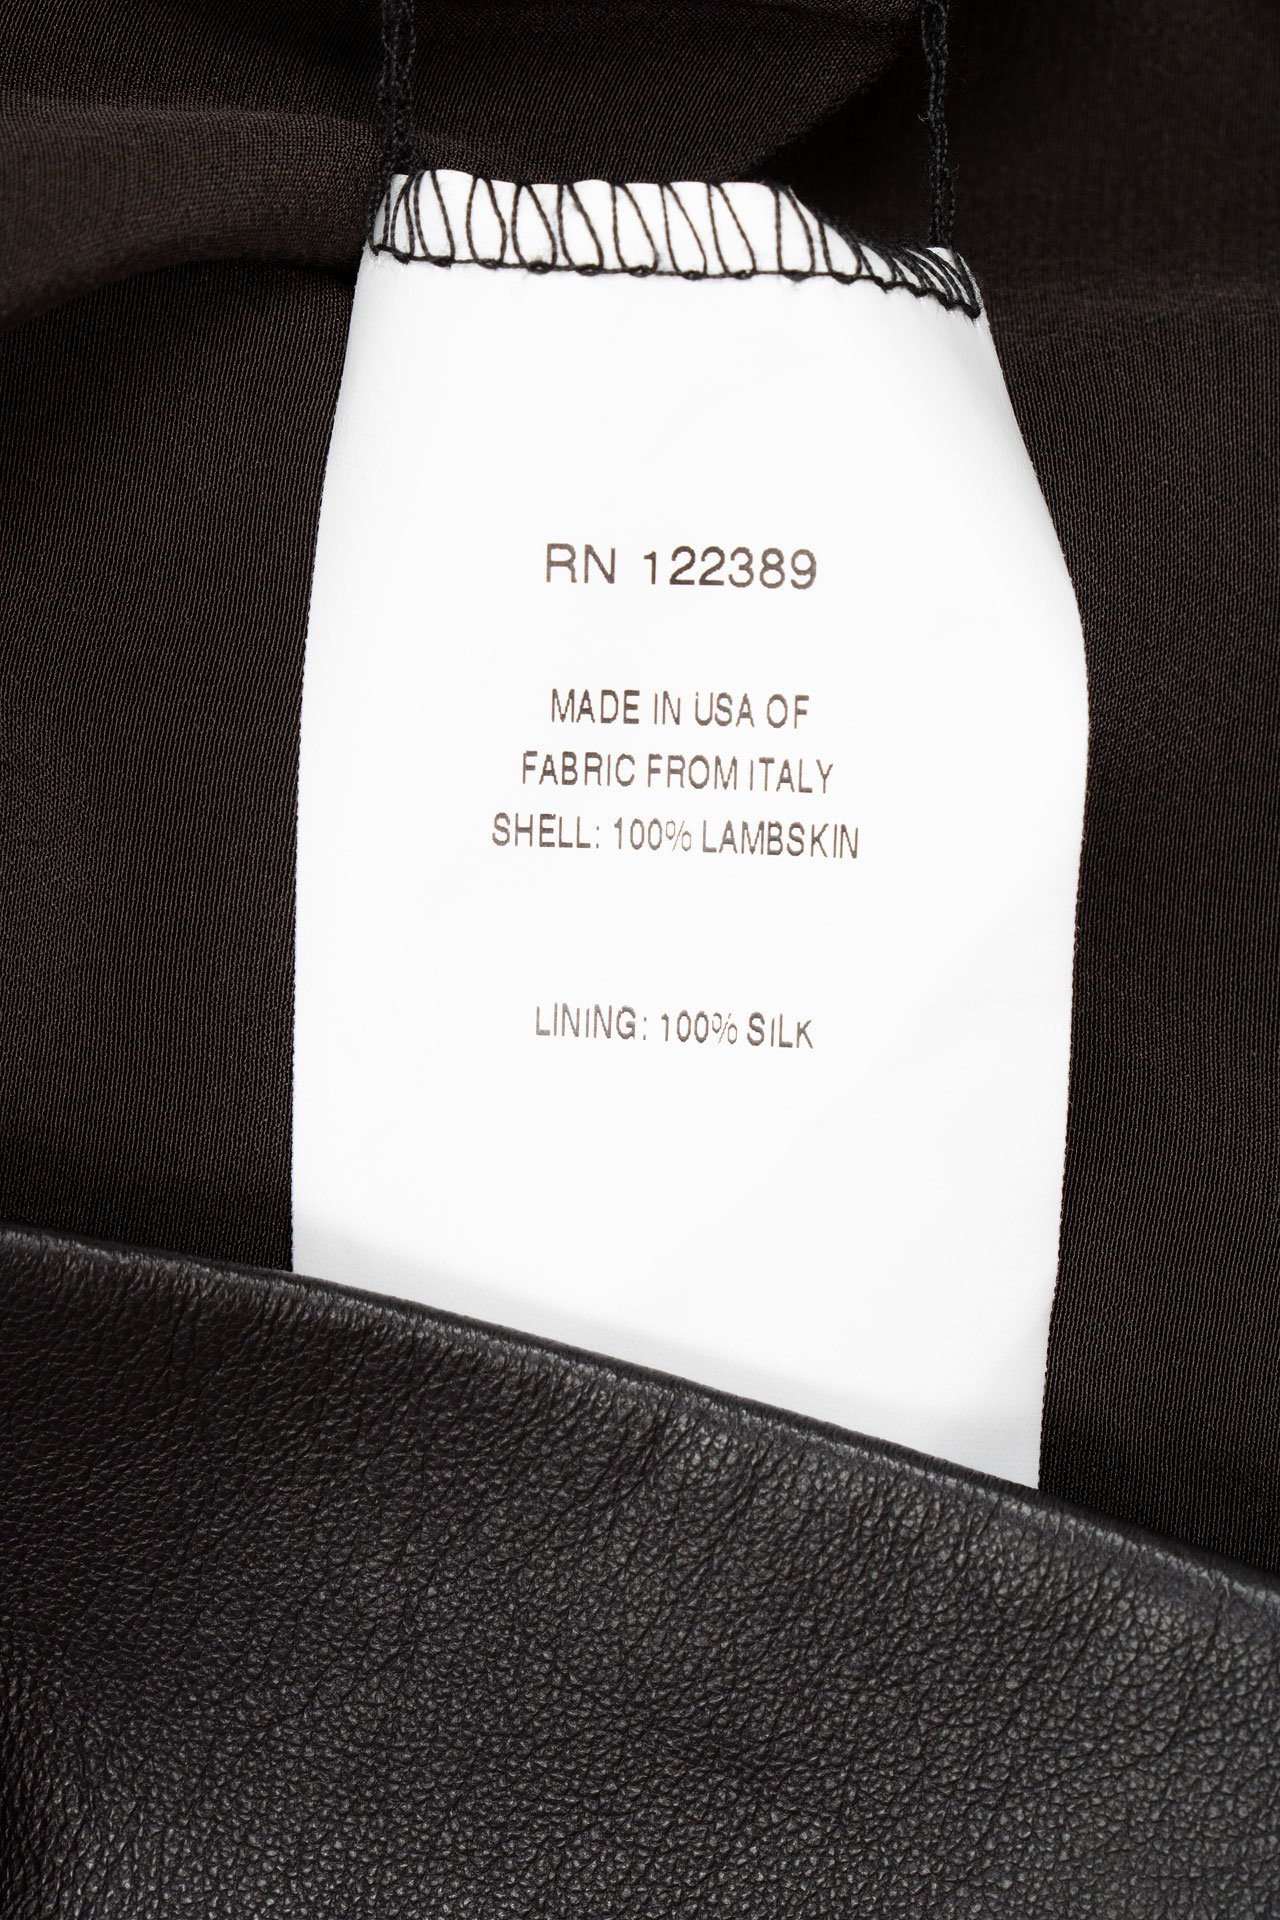 RN 122389
MADE IN USA OF
FABRIC FROM ITALY
SHELL: 100% LAMBSKIN
LINING: 100% SILK